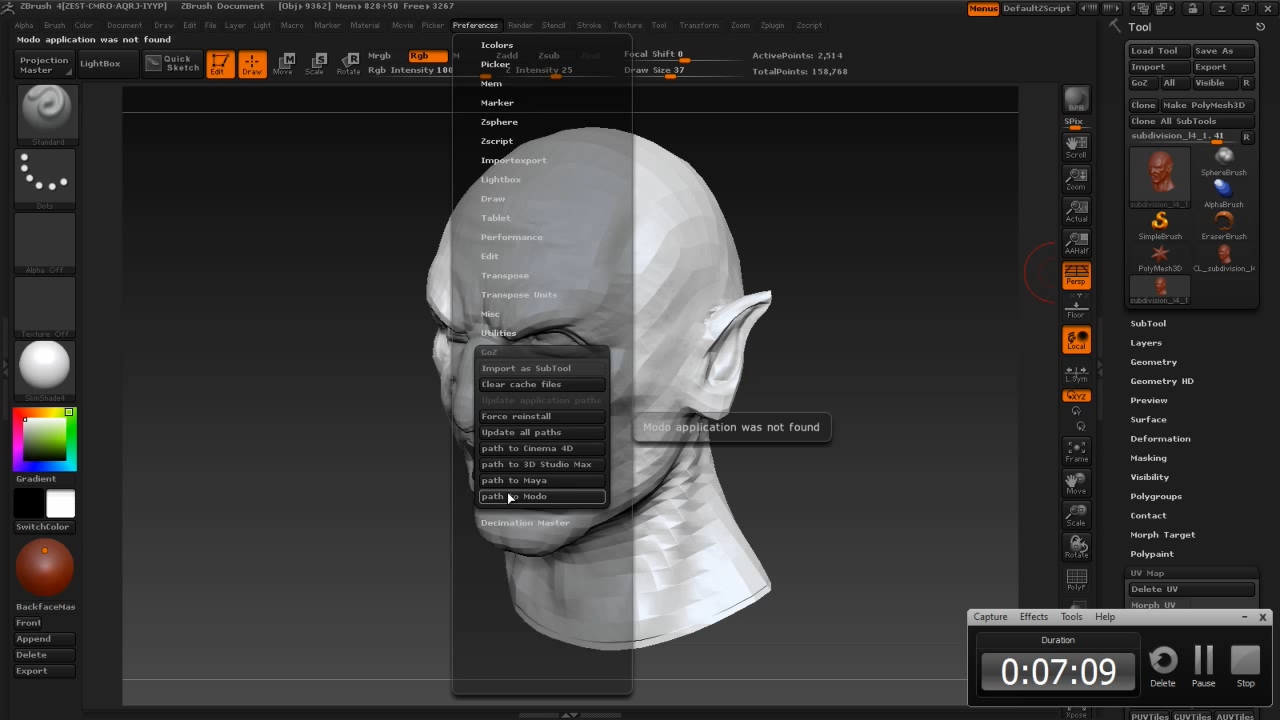 ZBrush 4[ZEST-CMRO-AQRJ-IYYP] ZBrush Document [Obj>9362] Mem>828+50 Free>3267 Menus DefaultZScript
Alpha Brush Color Document Draw Edit File Layer Light Macro Marker Material Movie Picker Preferences Render Stencil Stroke Texture Tool Transform Zoom Zplugin Zscript
Modo application was not found
Projection Master
LightBox
Quick Sketch
Edit Draw Move Scale Rotate
Mrgb Rgb
Rgb Intensity 100
Zadd Zsub
Z Intensity 25
Focal Shift 0
Draw Size 37
ActivePoints: 2,514
TotalPoints: 158,768
Standard
Dots
Alpha Off
Texture Off
SkinShade4
Gradient
SwitchColor
BackfaceMas
Front
Append
Delete
Export
Icolors
Picker
Mem
Marker
Zsphere
Zscript
Importexport
Lightbox
Draw
Tablet
Performance
Edit
Transpose
Transpose Units
Misc
Utilities
GoZ
Import as SubTool
Clear cache files
Update application paths
Force reinstall
Update all paths
path to Cinema 4D
path to 3D Studio Max
path to Maya
path to Modo
Decimation Master
Modo application was not found
BPR
SPix
Scroll
Zoom
Actual
AAHalf
Persp
Floor
Local
L.Sym
XYZ
Frame
Move
Scale
Rotate
PolyF
Xpose
Tool
Load Tool Save As
Import Export
GoZ All Visible R
Clone Make PolyMesh3D
Clone All SubTools
subdivision_l4_1. 41 R
subdivision_l4_1
SphereBrush
AlphaBrush
SimpleBrush EraserBrush
PolyMesh3D CL_subdivision_l4
subdivision_l4_1
SubTool
Layers
Geometry
Geometry HD
Preview
Surface
Deformation
Masking
Visibility
Polygroups
Contact
Morph Target
Polypaint
UV Map
Delete UV
Morph UV
PUVTiles GUVTiles AUVTiles
Capture Effects Tools Help
Duration
0:07:09
Delete Pause Stop